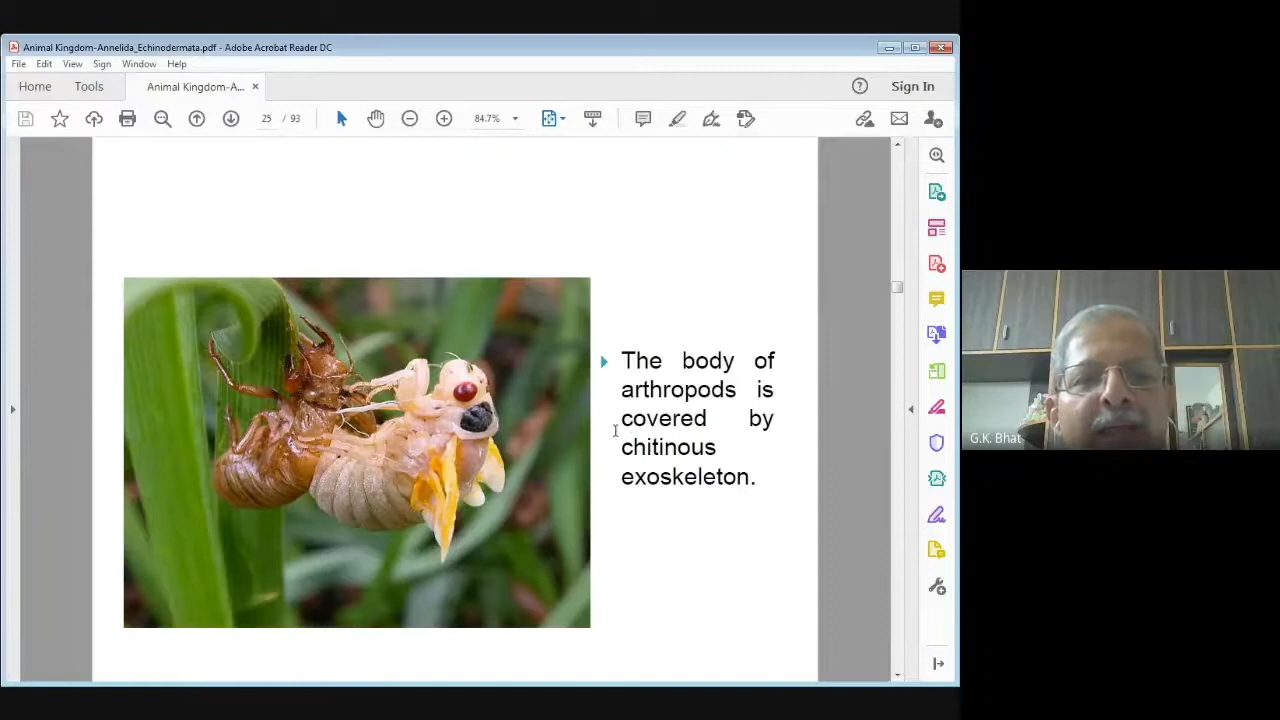 Animal Kingdom-Annelida_Echinodermata.pdf - Adobe Acrobat Reader DC
File Edit View Sign Window Help
Home Tools Animal Kingdom-A... × Sign In
25 / 93 84.7%
The body of
arthropods is
covered by
chitinous
exoskeleton.
G.K. Bhat